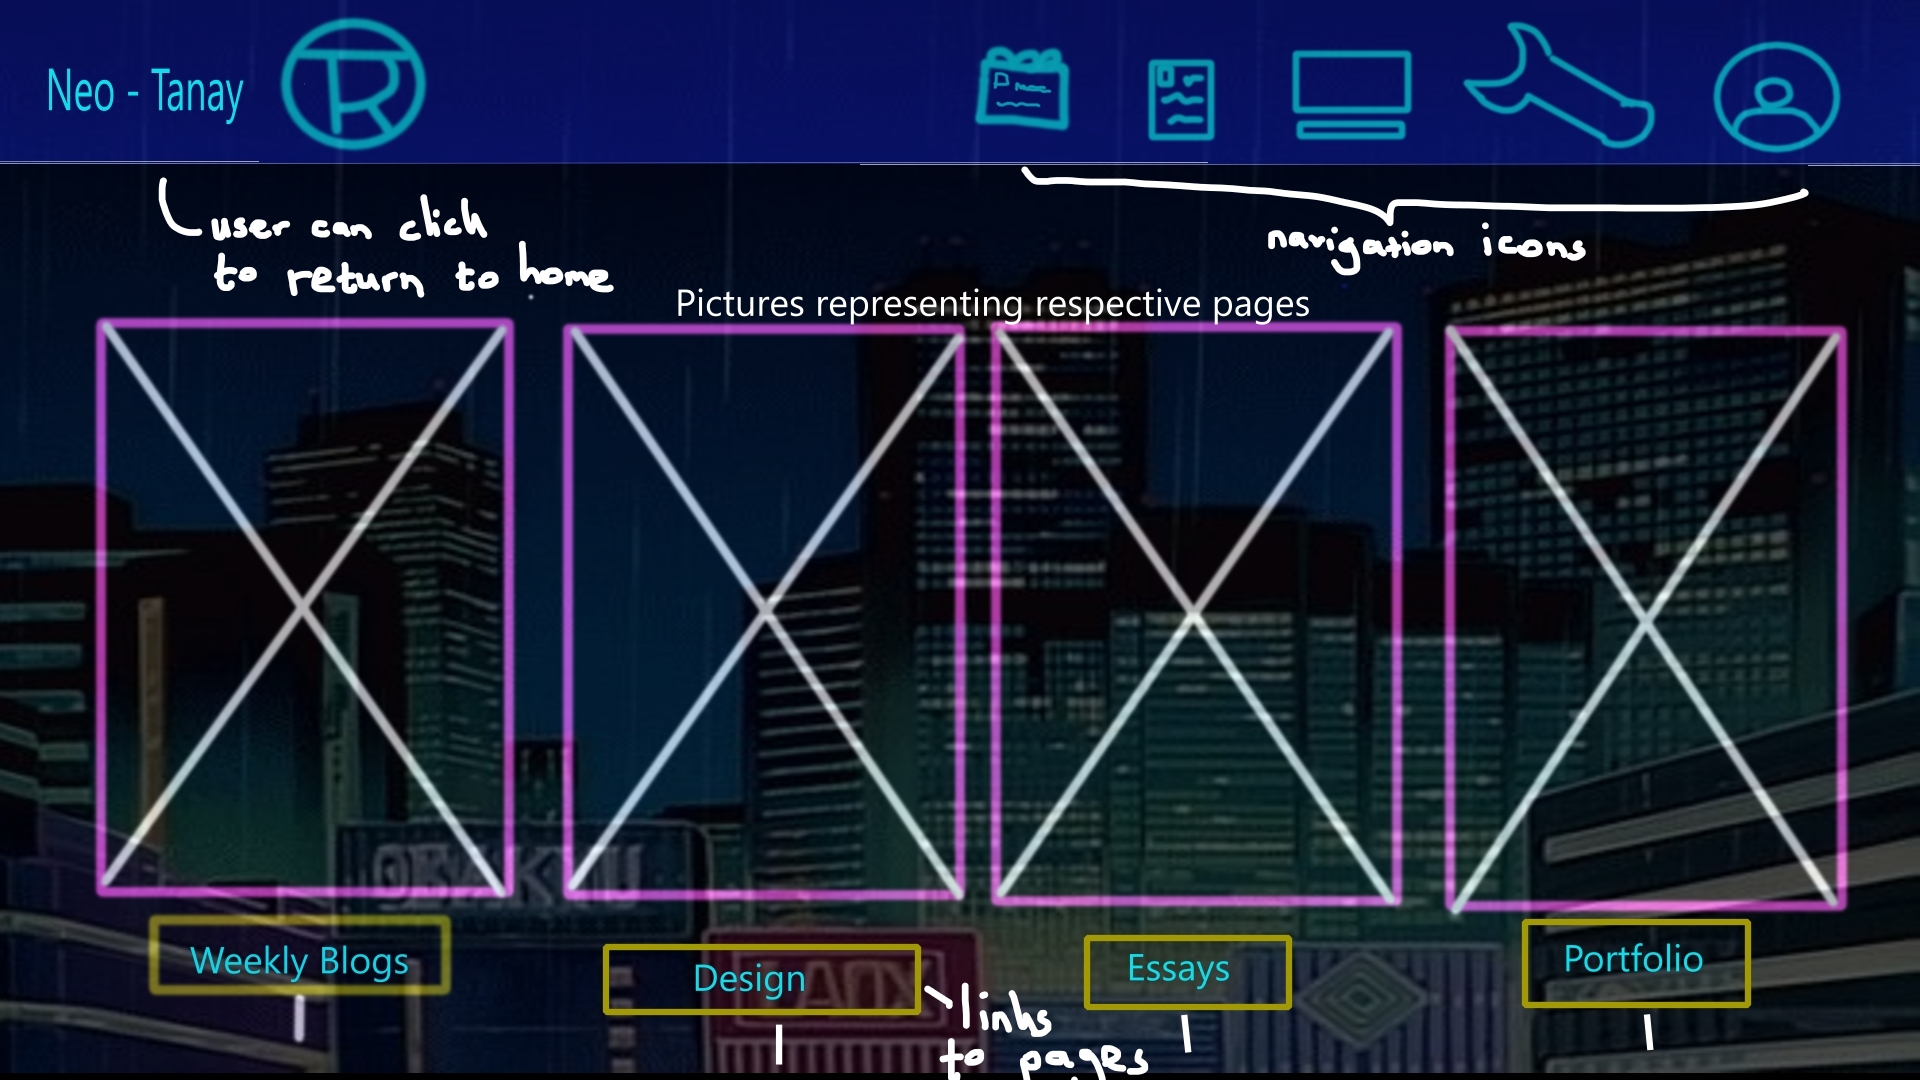 Neo - Tanay
TR
user can click
to return to home
navigation icons
Pictures representing respective pages
Weekly Blogs
Design
Essays
Portfolio
links
to pages